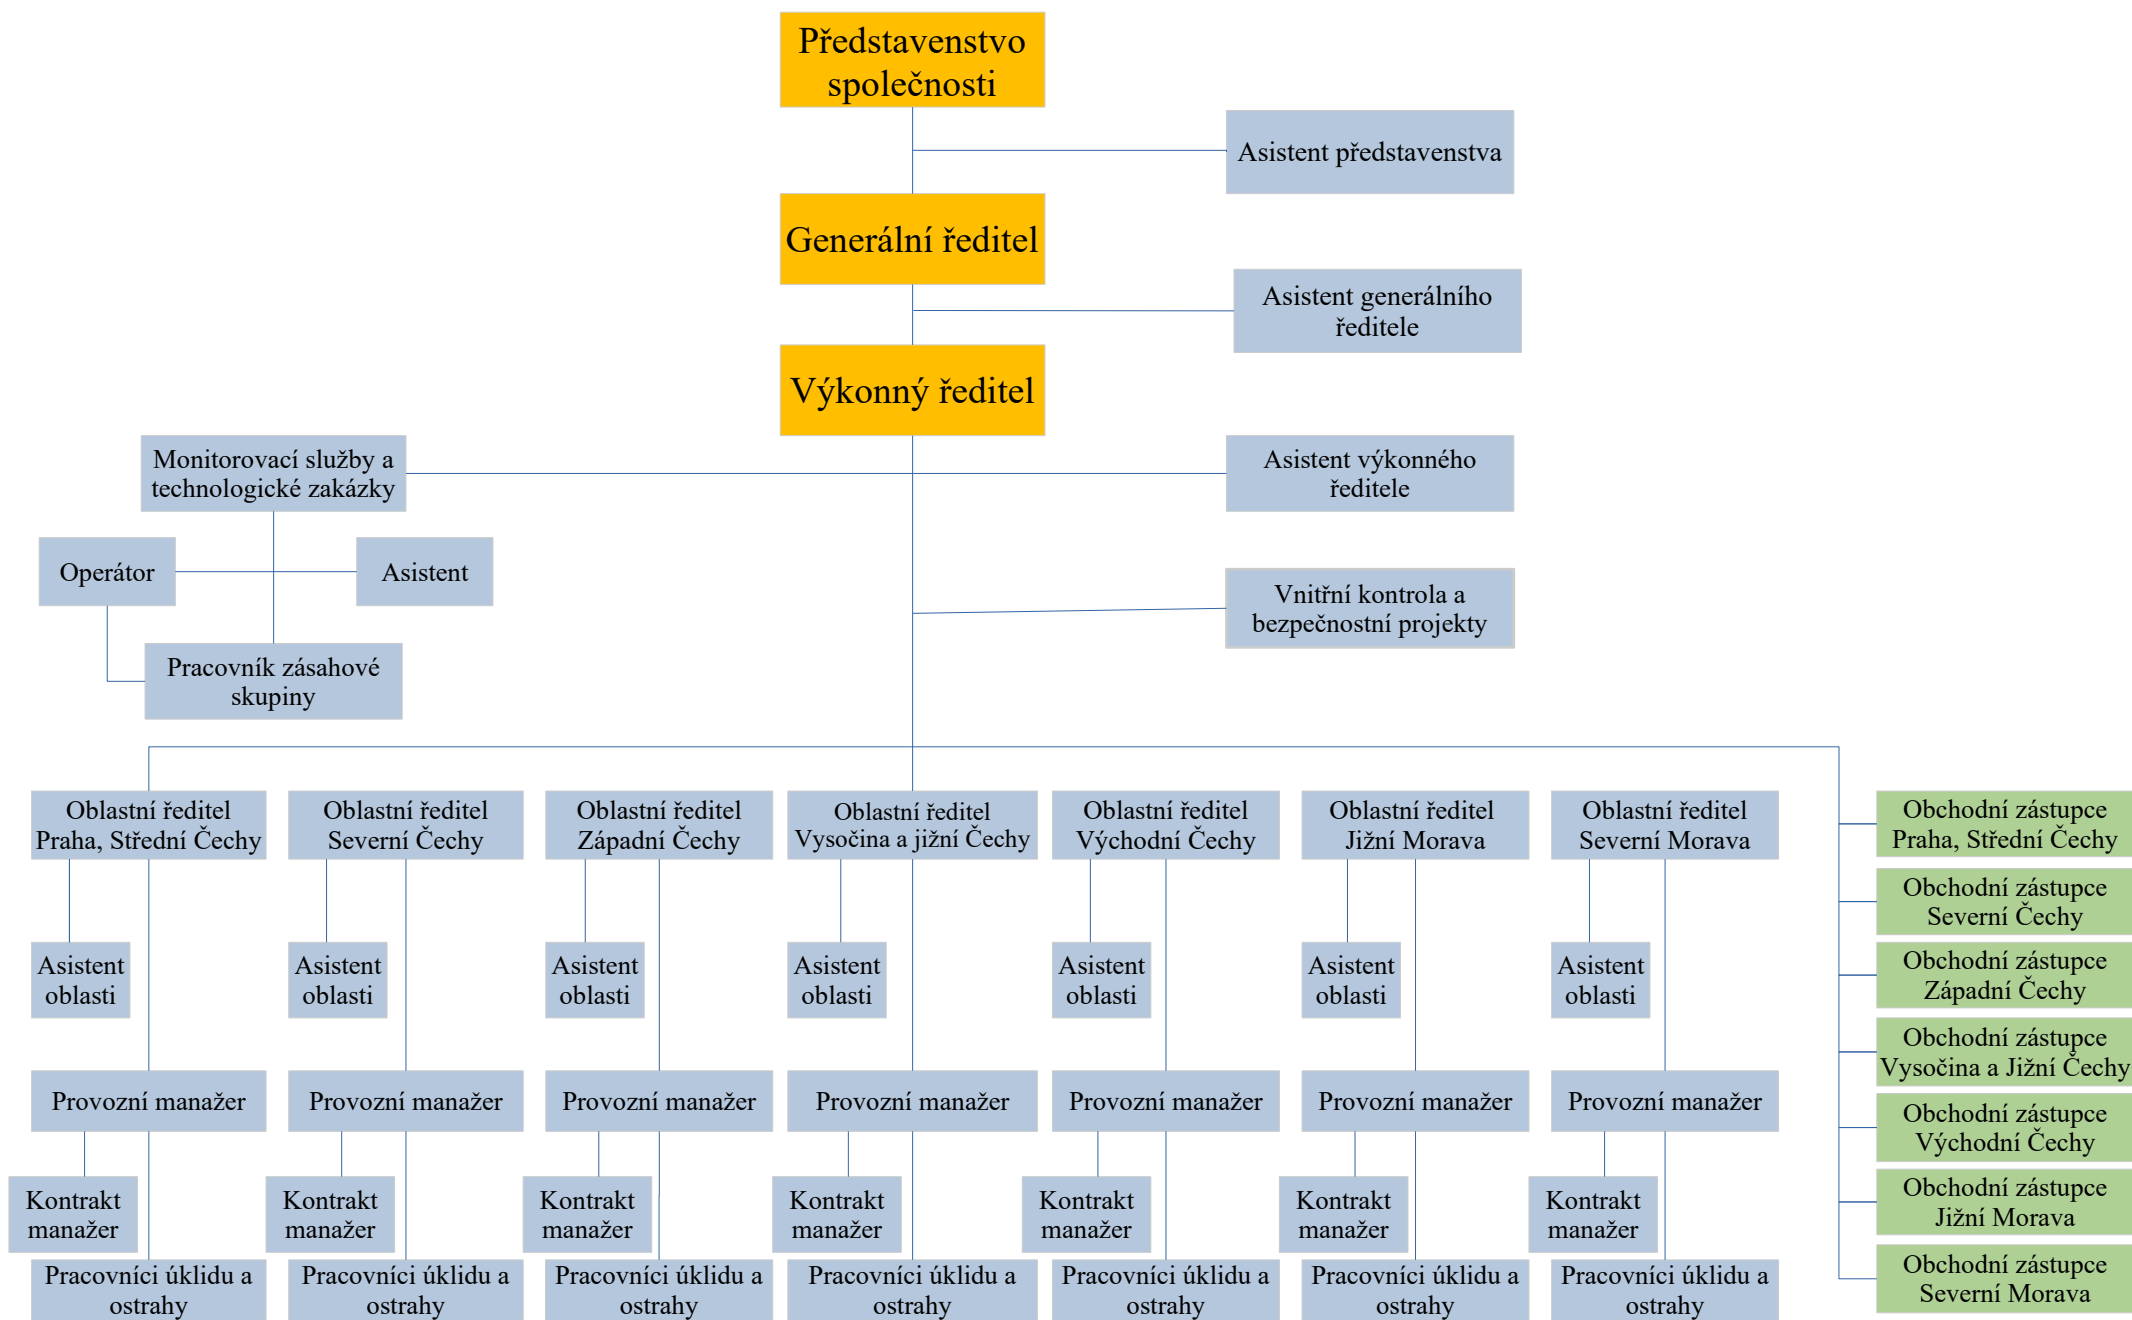 Představenstvo
společnosti
Asistent představenstva
Generální ředitel
Asistent generálního
ředitele
Výkonný ředitel
Monitorovací služby a
technologické zakázky
Asistent výkonného
ředitele
Operátor
Asistent
Vnitřní kontrola a
bezpečnostní projekty
Pracovník zásahové
skupiny
Oblastní ředitel
Praha, Střední Čechy
Oblastní ředitel
Severní Čechy
Oblastní ředitel
Západní Čechy
Oblastní ředitel
Vysočina a jižní Čechy
Oblastní ředitel
Východní Čechy
Oblastní ředitel
Jižní Morava
Oblastní ředitel
Severní Morava
Asistent
oblasti
Asistent
oblasti
Asistent
oblasti
Asistent
oblasti
Asistent
oblasti
Asistent
oblasti
Asistent
oblasti
Provozní manažer
Provozní manažer
Provozní manažer
Provozní manažer
Provozní manažer
Provozní manažer
Provozní manažer
Kontrakt
manažer
Kontrakt
manažer
Kontrakt
manažer
Kontrakt
manažer
Kontrakt
manažer
Kontrakt
manažer
Kontrakt
manažer
Pracovníci úklidu a
ostrahy
Pracovníci úklidu a
ostrahy
Pracovníci úklidu a
ostrahy
Pracovníci úklidu a
ostrahy
Pracovníci úklidu a
ostrahy
Pracovníci úklidu a
ostrahy
Pracovníci úklidu a
ostrahy
Obchodní zástupce
Praha, Střední Čechy
Obchodní zástupce
Severní Čechy
Obchodní zástupce
Západní Čechy
Obchodní zástupce
Vysočina a Jižní Čechy
Obchodní zástupce
Východní Čechy
Obchodní zástupce
Jižní Morava
Obchodní zástupce
Severní Morava